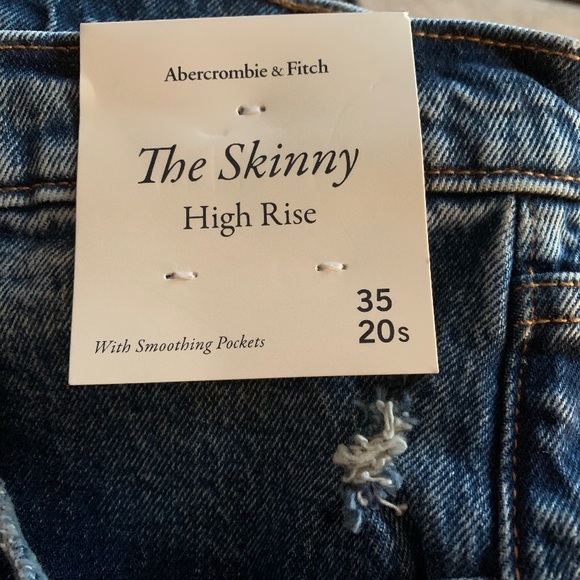 Abercrombie & Fitch
The Skinny
High Rise
35
With Smoothing Pockets 20s